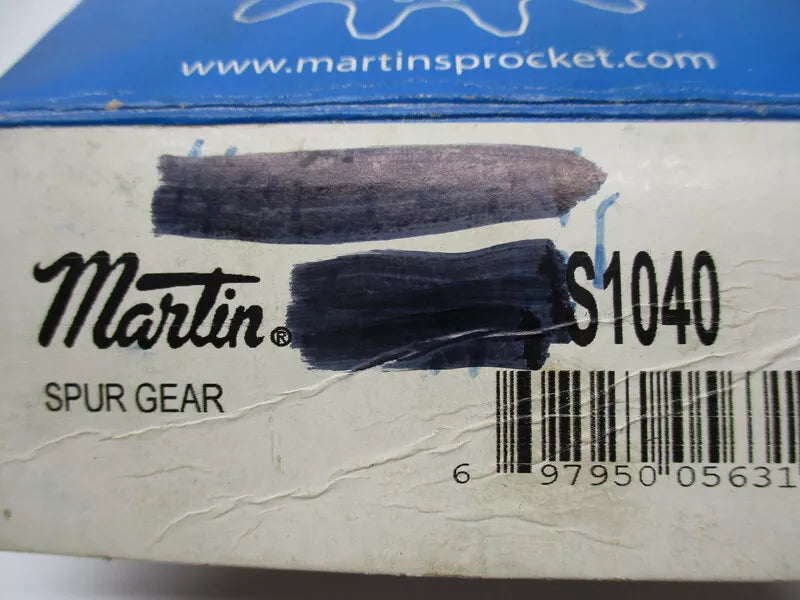 www.martinsprocket.com
Martin® S1040
SPUR GEAR
6 97950 05631